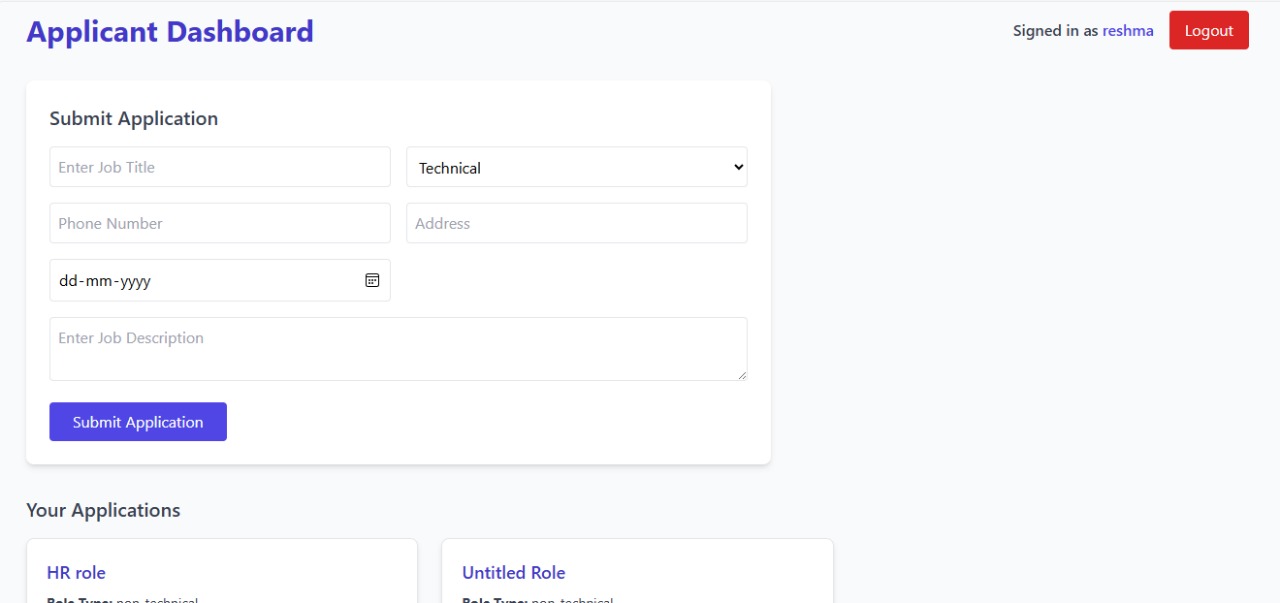 Applicant Dashboard
Signed in as reshma
Logout
Submit Application
Enter Job Title
Technical
Phone Number
Address
dd-mm-yyyy
Enter Job Description
Submit Application
Your Applications
HR role
Untitled Role
Role Type: non-technical
Role Type: non-technical